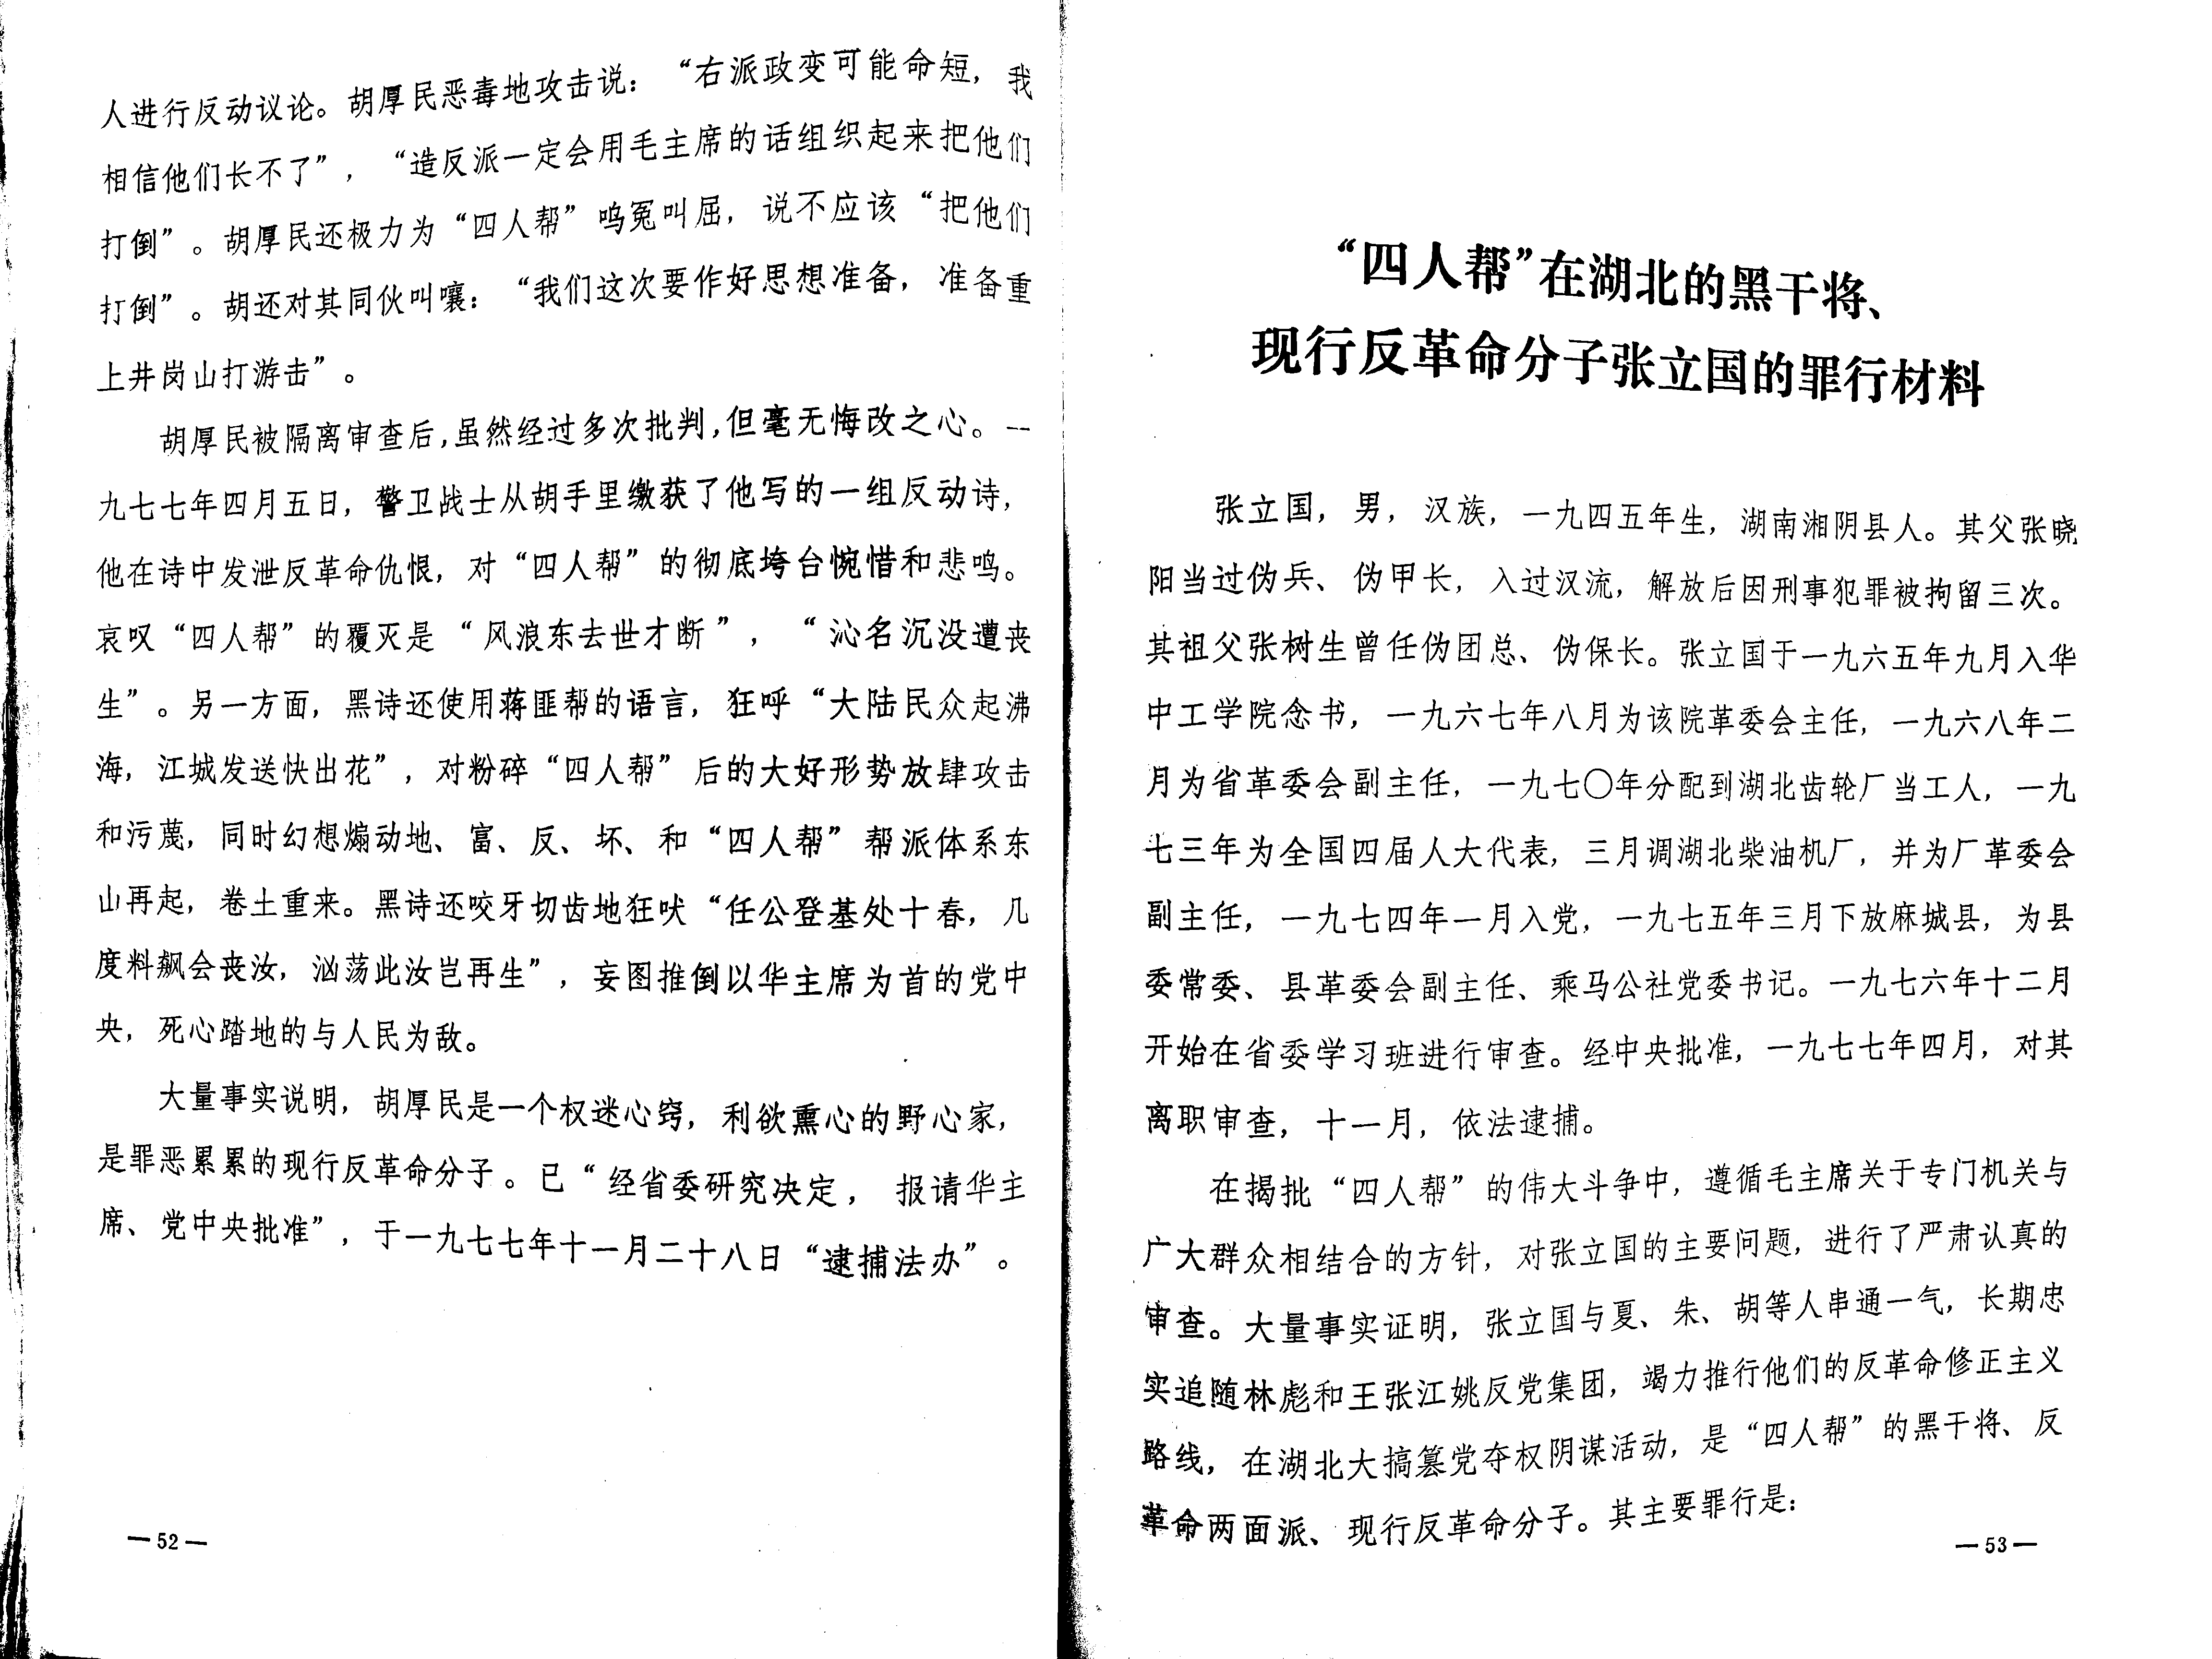 人进行反动议论。胡厚民恶毒地攻击说：“右派政变可能命短，我
相信他们长不了”，“造反派一定会用毛主席的话组织起来把他们
打倒”。胡厚民还极力为“四人帮”鸣冤叫屈，说不应该“把他们
打倒”。胡还对其同伙叫嚷：“我们这次要作好思想准备，准备重
上井岗山打游击”。
胡厚民被隔离审查后，虽然经过多次批判，但毫无悔改之心。一
九七七年四月五日，警卫战士从胡手里缴获了他写的一组反动诗，
他在诗中发泄反革命仇恨，对“四人帮”的彻底垮台惋惜和悲鸣。
哀叹“四人帮”的覆灭是“风浪东去世才断”，“沁名沉没遭丧
生”。另一方面，黑诗还使用蒋匪帮的语言，狂呼“大陆民众起沸
海，江城发送快出花”，对粉碎“四人帮”后的大好形势放肆攻击
和污蔑，同时幻想煽动地、富、反、坏、和“四人帮”帮派体系东
山再起，卷土重来。黑诗还咬牙切齿地狂吠“任公登基处十春，几
度料飙会丧汝，汹荡此汝岂再生”，妄图推倒以华主席为首的党中
央，死心踏地的与人民为敌。
大量事实说明，胡厚民是一个权迷心窍，利欲熏心的野心家，
是罪恶累累的现行反革命分子。已“经省委研究决定，报请华主
席、党中央批准”，于一九七七年十一月二十八日“逮捕法办”。
—52—
“四人帮”在湖北的黑干将、
现行反革命分子张立国的罪行材料
张立国，男，汉族，一九四五年生，湖南湘阴县人。其父张晓
阳当过伪兵、伪甲长，入过汉流，解放后因刑事犯罪被拘留三次。
其祖父张树生曾任伪团总、伪保长。张立国于一九六五年九月入华
中工学院念书，一九六七年八月为该院革委会主任，一九六八年二
月为省革委会副主任，一九七〇年分配到湖北齿轮厂当工人，一九
七三年为全国四届人大代表，三月调湖北柴油机厂，并为厂革委会
副主任，一九七四年一月入党，一九七五年三月下放麻城县，为县
委常委、县革委会副主任、乘马公社党委书记。一九七六年十二月
开始在省委学习班进行审查。经中央批准，一九七七年四月，对其
离职审查，十一月，依法逮捕。
在揭批“四人帮”的伟大斗争中，遵循毛主席关于专门机关与
广大群众相结合的方针，对张立国的主要问题，进行了严肃认真的
审查。大量事实证明，张立国与夏、朱、胡等人串通一气，长期忠
实追随林彪和王张江姚反党集团，竭力推行他们的反革命修正主义
路线，在湖北大搞篡党夺权阴谋活动，是“四人帮”的黑干将、反
革命两面派、现行反革命分子。其主要罪行是：
—53—